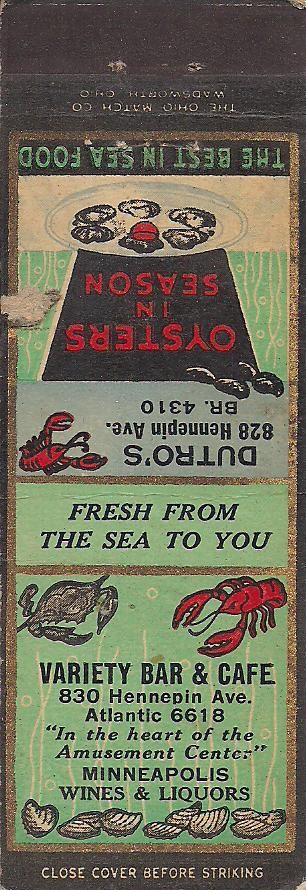 THE OHIO MATCH CO
WADSWORTH, OHIO
THE BEST IN SEA FOOD
OYSTERS
IN
SEASON
DUTRO'S
828 Hennepin Ave.
BR. 4310
FRESH FROM
THE SEA TO YOU
VARIETY BAR & CAFE
830 Hennepin Ave.
Atlantic 6618
"In the heart of the
Amusement Center"
MINNEAPOLIS
WINES & LIQUORS
CLOSE COVER BEFORE STRIKING